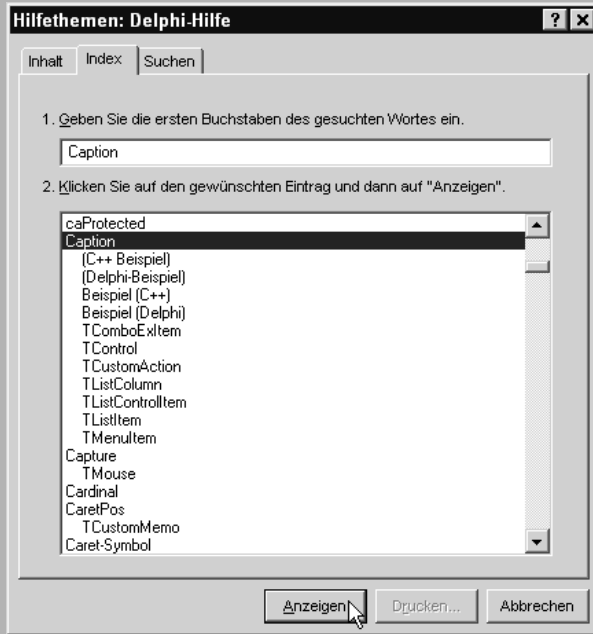 Hilfethemen: Delphi-Hilfe
Inhalt Index Suchen
1. Geben Sie die ersten Buchstaben des gesuchten Wortes ein.
Caption
2. Klicken Sie auf den gewünschten Eintrag und dann auf "Anzeigen".
caProtected
Caption
(C++ Beispiel)
(Delphi-Beispiel)
Beispiel (C++)
Beispiel (Delphi)
TComboExItem
TControl
TCustomAction
TListColumn
TListControlItem
TListItem
TMenuItem
Capture
TMouse
Cardinal
CaretPos
TCustomMemo
Caret-Symbol
Anzeigen Drucken... Abbrechen